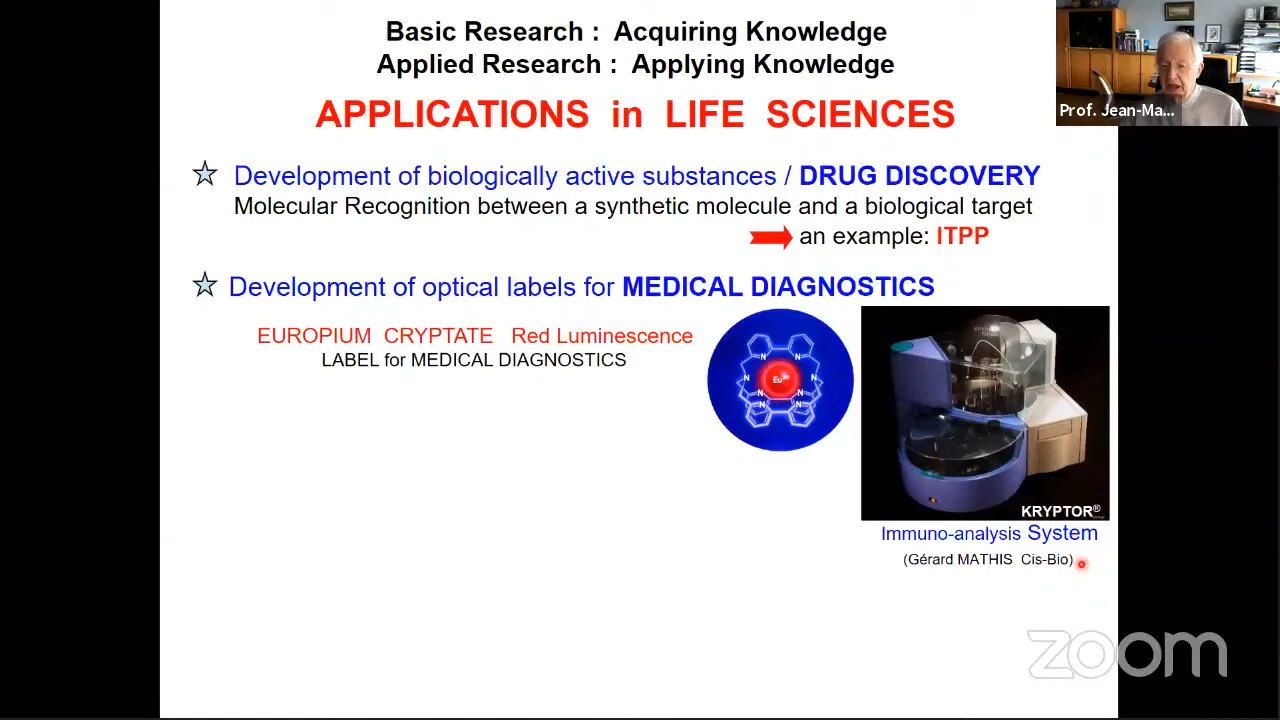 Basic Research : Acquiring Knowledge
Applied Research : Applying Knowledge
APPLICATIONS in LIFE SCIENCES
Prof. Jean-Ma...
Development of biologically active substances / DRUG DISCOVERY
Molecular Recognition between a synthetic molecule and a biological target
an example: ITPP
Development of optical labels for MEDICAL DIAGNOSTICS
EUROPIUM CRYPTATE Red Luminescence
LABEL for MEDICAL DIAGNOSTICS
N N
N Eu³⁺ N
N N
N N
KRYPTOR®
Immuno-analysis System
(Gérard MATHIS Cis-Bio)
zoom